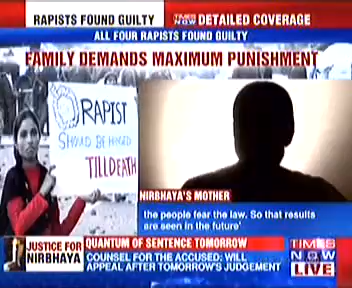 RAPISTS FOUND GUILTY
TIMES NOW DETAILED COVERAGE
ALL FOUR RAPISTS FOUND GUILTY
FAMILY DEMANDS MAXIMUM PUNISHMENT
RAPIST
SHOULD BE HANGED
TILL DEATH
NIRBHAYA'S MOTHER
the people fear the law. So that results
are seen in the future'
JUSTICE FOR
NIRBHAYA
QUANTUM OF SENTENCE TOMORROW
COUNSEL FOR THE ACCUSED: WILL
APPEAL AFTER TOMORROW'S JUDGEMENT
TIMES
NOW
LIVE